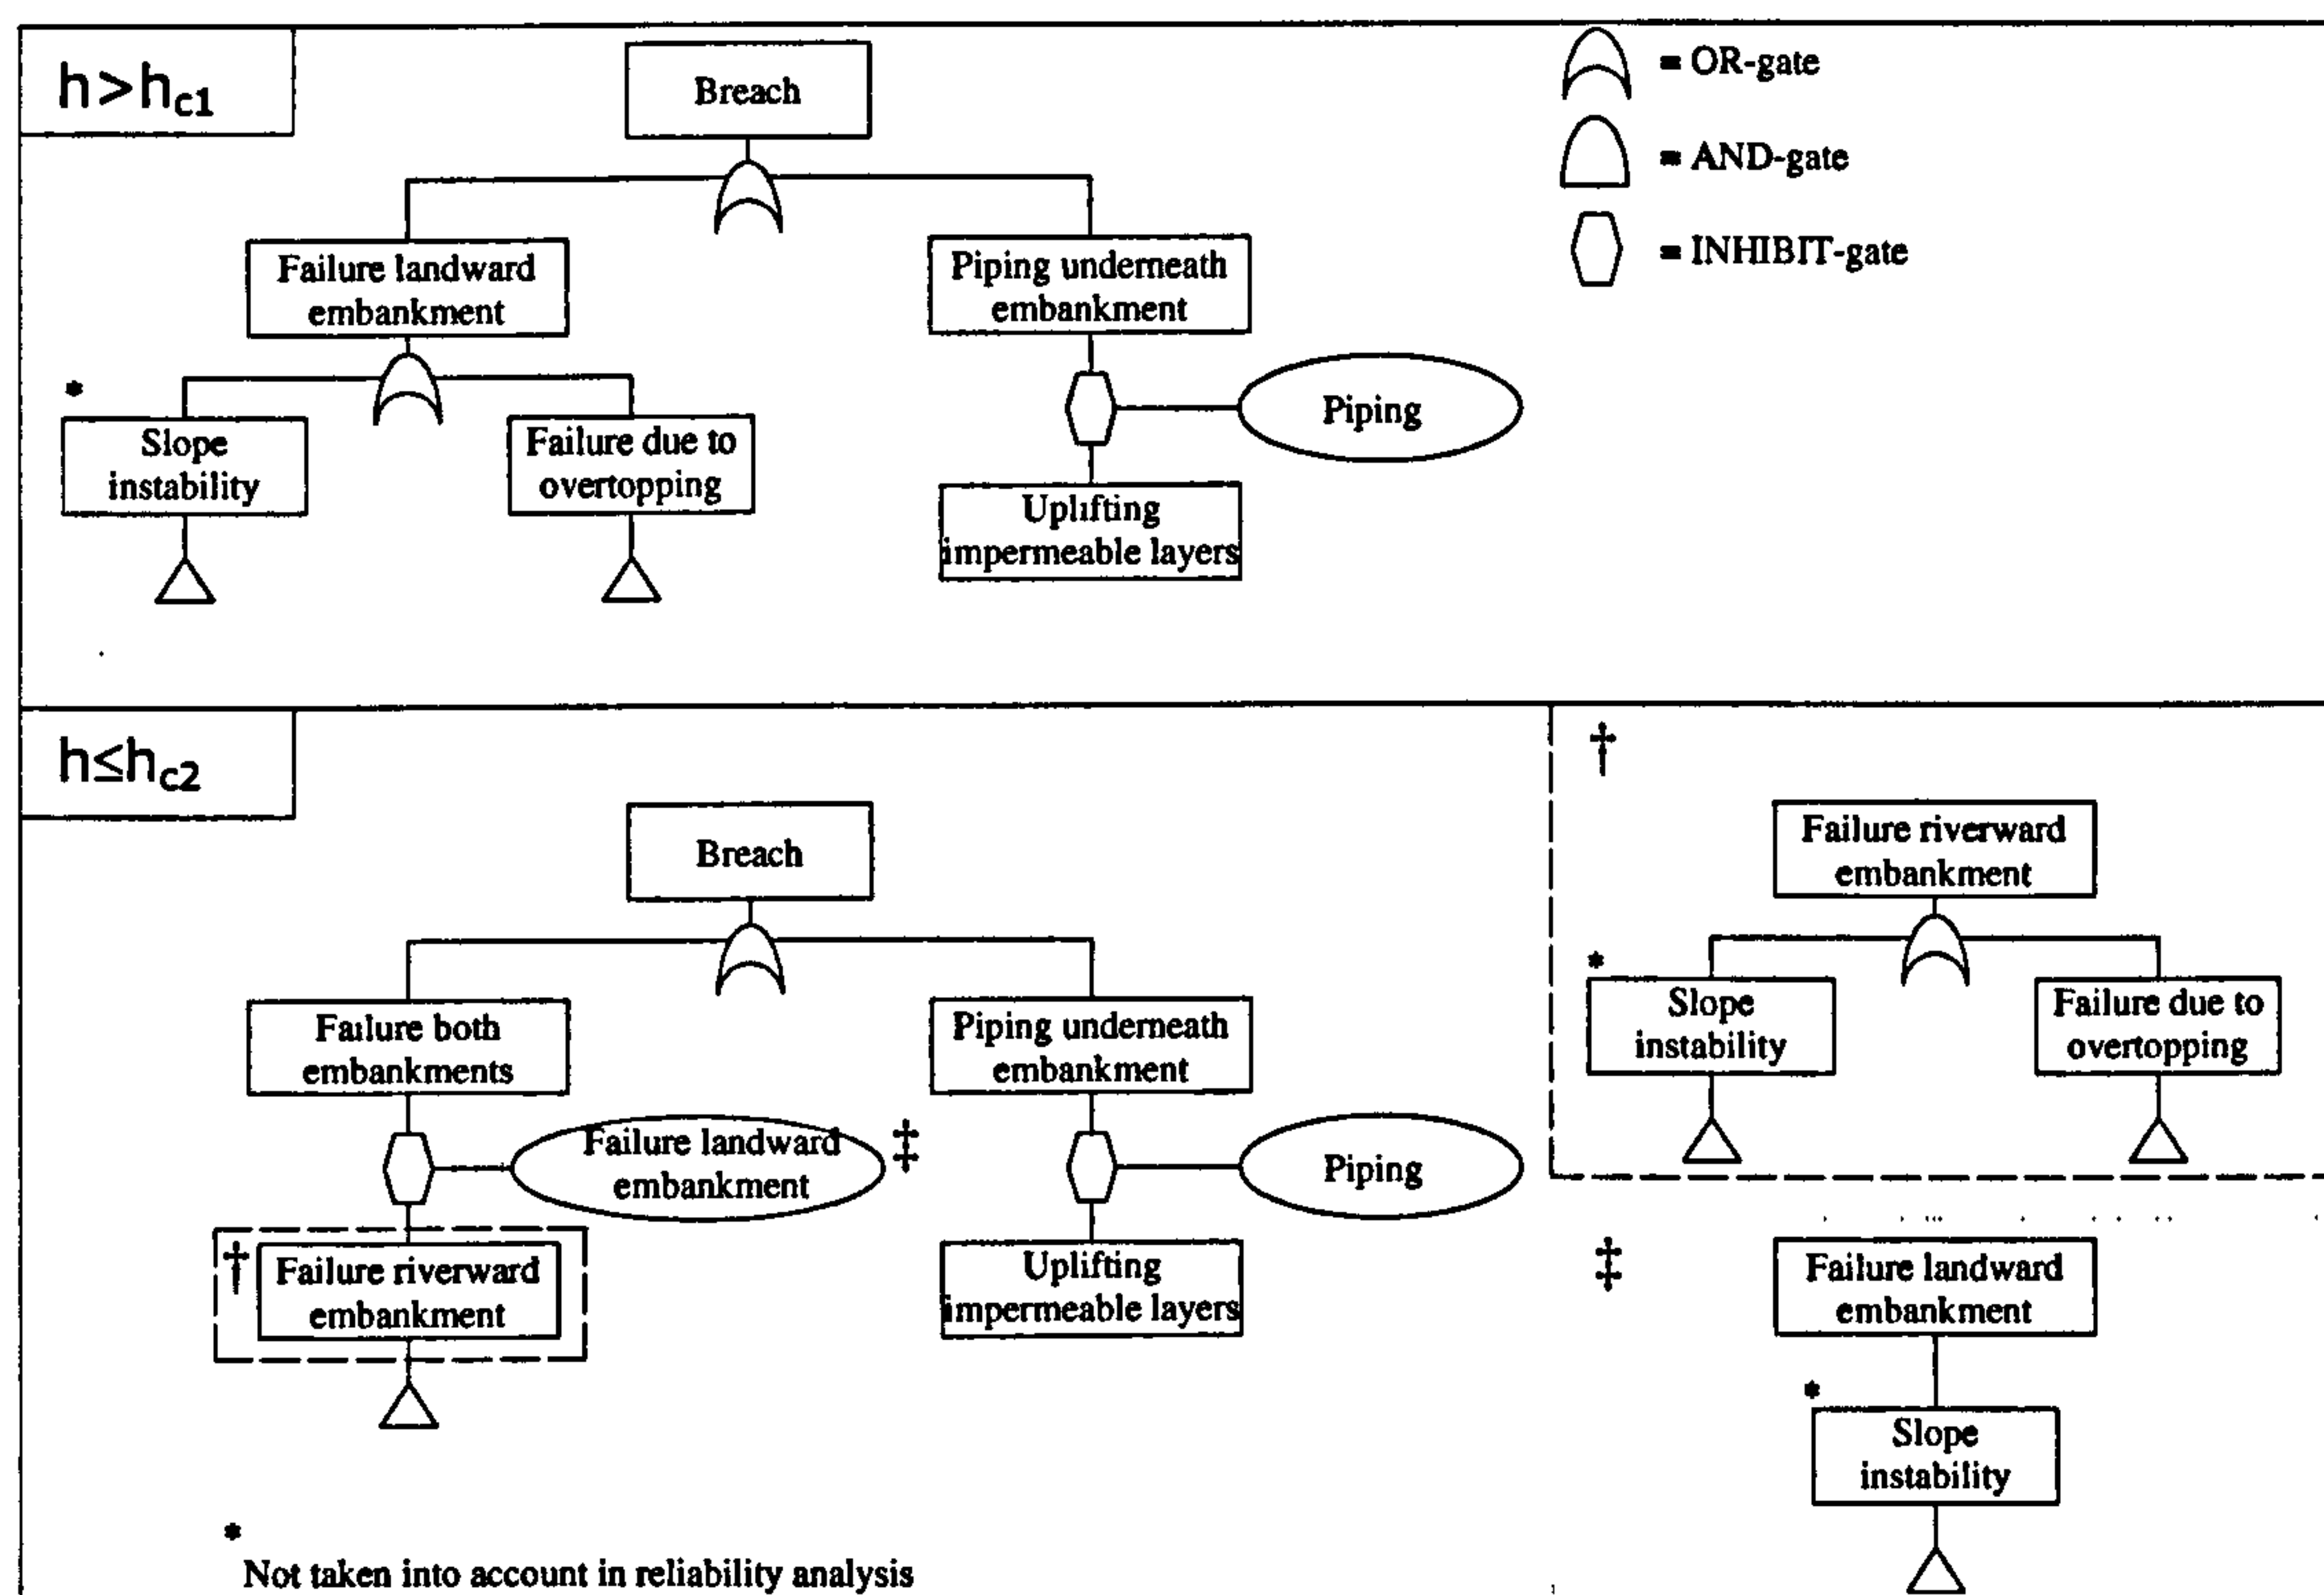 h>hc1
Breach
= OR-gate
= AND-gate
= INHIBIT-gate
Failure landward
embankment
Piping underneath
embankment
*
Slope
instability
Failure due to
overtopping
Piping
Uplifting
impermeable layers
h≤hc2
Breach
Failure both
embankments
Piping underneath
embankment
Failure landward
embankment
‡
Piping
†
Failure riverward
embankment
Uplifting
impermeable layers
†
Failure riverward
embankment
*
Slope
instability
Failure due to
overtopping
‡
Failure landward
embankment
*
Slope
instability
*
Not taken into account in reliability analysis